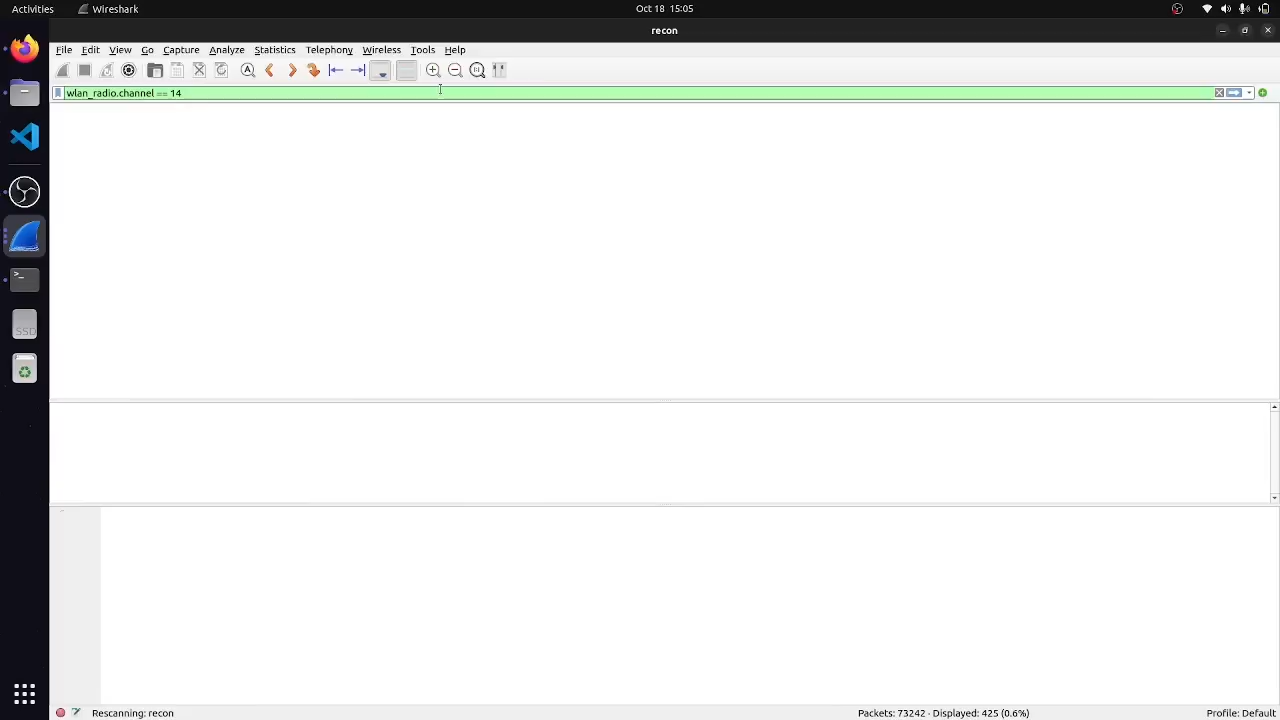 Activities Wireshark Oct 18 15:05
recon
File Edit View Go Capture Analyze Statistics Telephony Wireless Tools Help
wlan_radio.channel == 14
SSD
Rescanning: recon Packets: 73242 · Displayed: 425 (0.6%) Profile: Default